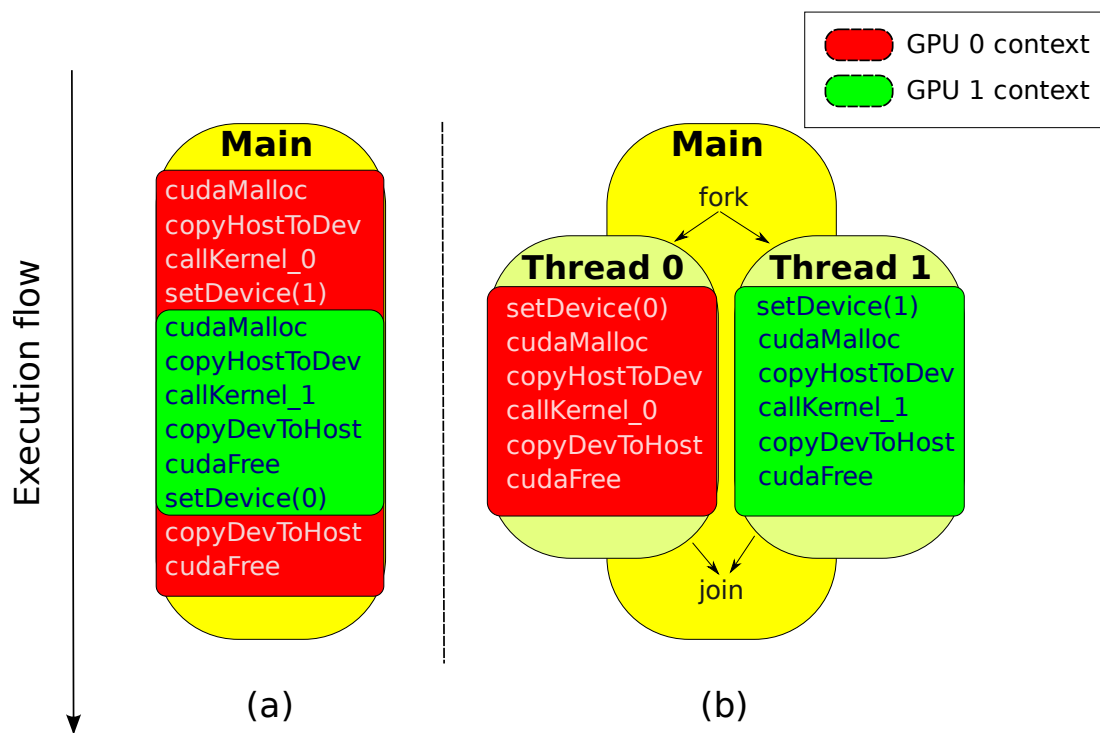 GPU 0 context
GPU 1 context
Execution flow
Main
cudaMalloc
copyHostToDev
callKernel_0
setDevice(1)
cudaMalloc
copyHostToDev
callKernel_1
copyDevToHost
cudaFree
setDevice(0)
copyDevToHost
cudaFree
(a)
Main
fork
Thread 0
setDevice(0)
cudaMalloc
copyHostToDev
callKernel_0
copyDevToHost
cudaFree
Thread 1
setDevice(1)
cudaMalloc
copyHostToDev
callKernel_1
copyDevToHost
cudaFree
join
(b)